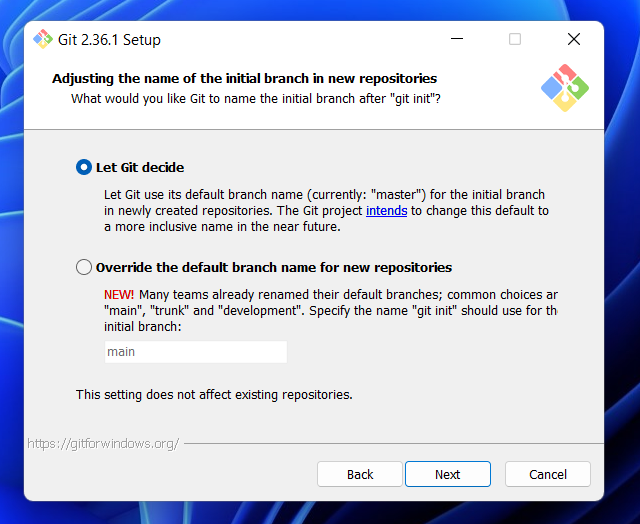 Git 2.36.1 Setup
Adjusting the name of the initial branch in new repositories
What would you like Git to name the initial branch after "git init"?
Let Git decide
Let Git use its default branch name (currently: "master") for the initial branch
in newly created repositories. The Git project intends to change this default to
a more inclusive name in the near future.
Override the default branch name for new repositories
NEW! Many teams already renamed their default branches; common choices ar
"main", "trunk" and "development". Specify the name "git init" should use for th
initial branch:
main
This setting does not affect existing repositories.
https://gitforwindows.org/
Back
Next
Cancel